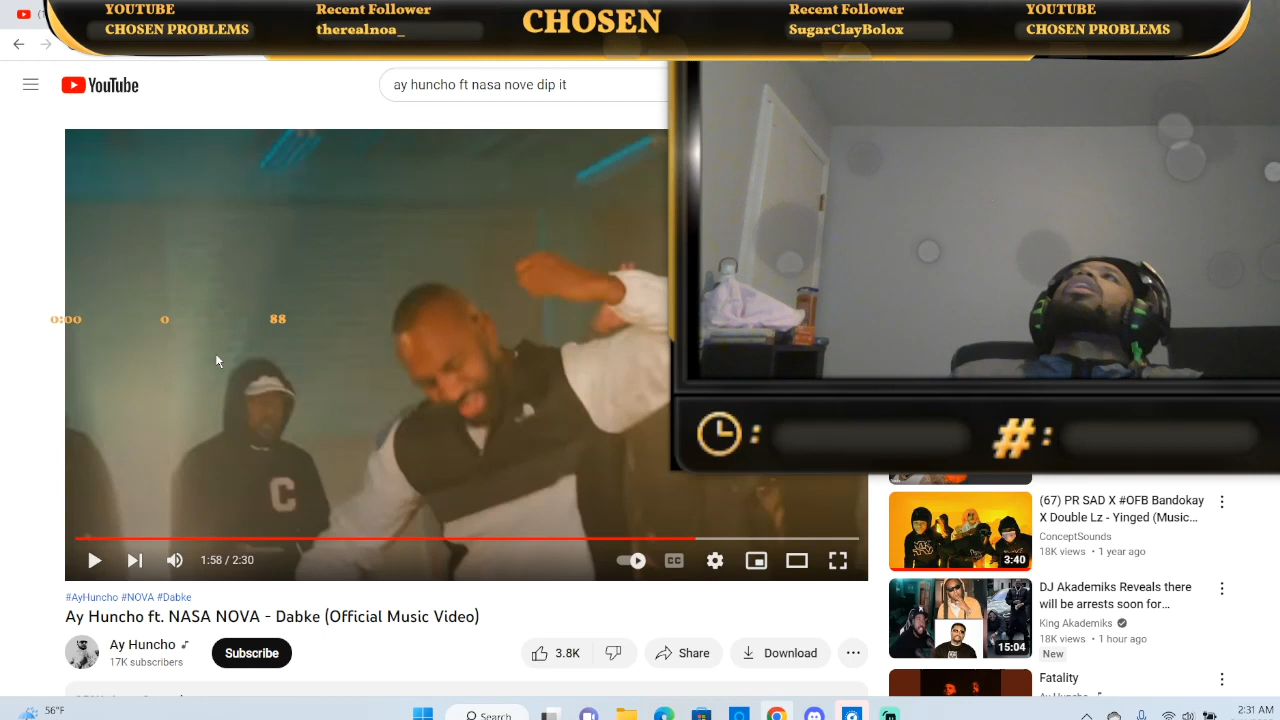 YOUTUBE
CHOSEN PROBLEMS
Recent Follower
therealnoa_
CHOSEN
Recent Follower
SugarClayBolox
YOUTUBE
CHOSEN PROBLEMS
YouTube
ay huncho ft nasa nove dip it
0:00 0 88
C
1:58 / 2:30
CC
#AyHuncho #NOVA #Dabke
Ay Huncho ft. NASA NOVA - Dabke (Official Music Video)
Ay Huncho
17K subscribers
Subscribe
3.8K
Share
Download
# :
(67) PR SAD X #OFB Bandokay
X Double Lz - Yinged (Music...
ConceptSounds
18K views • 1 year ago
3:40
DJ Akademiks Reveals there
will be arrests soon for...
King Akademiks
18K views • 1 hour ago
New
15:04
Fatality
Ay Huncho
56°F
Search
2:31 AM